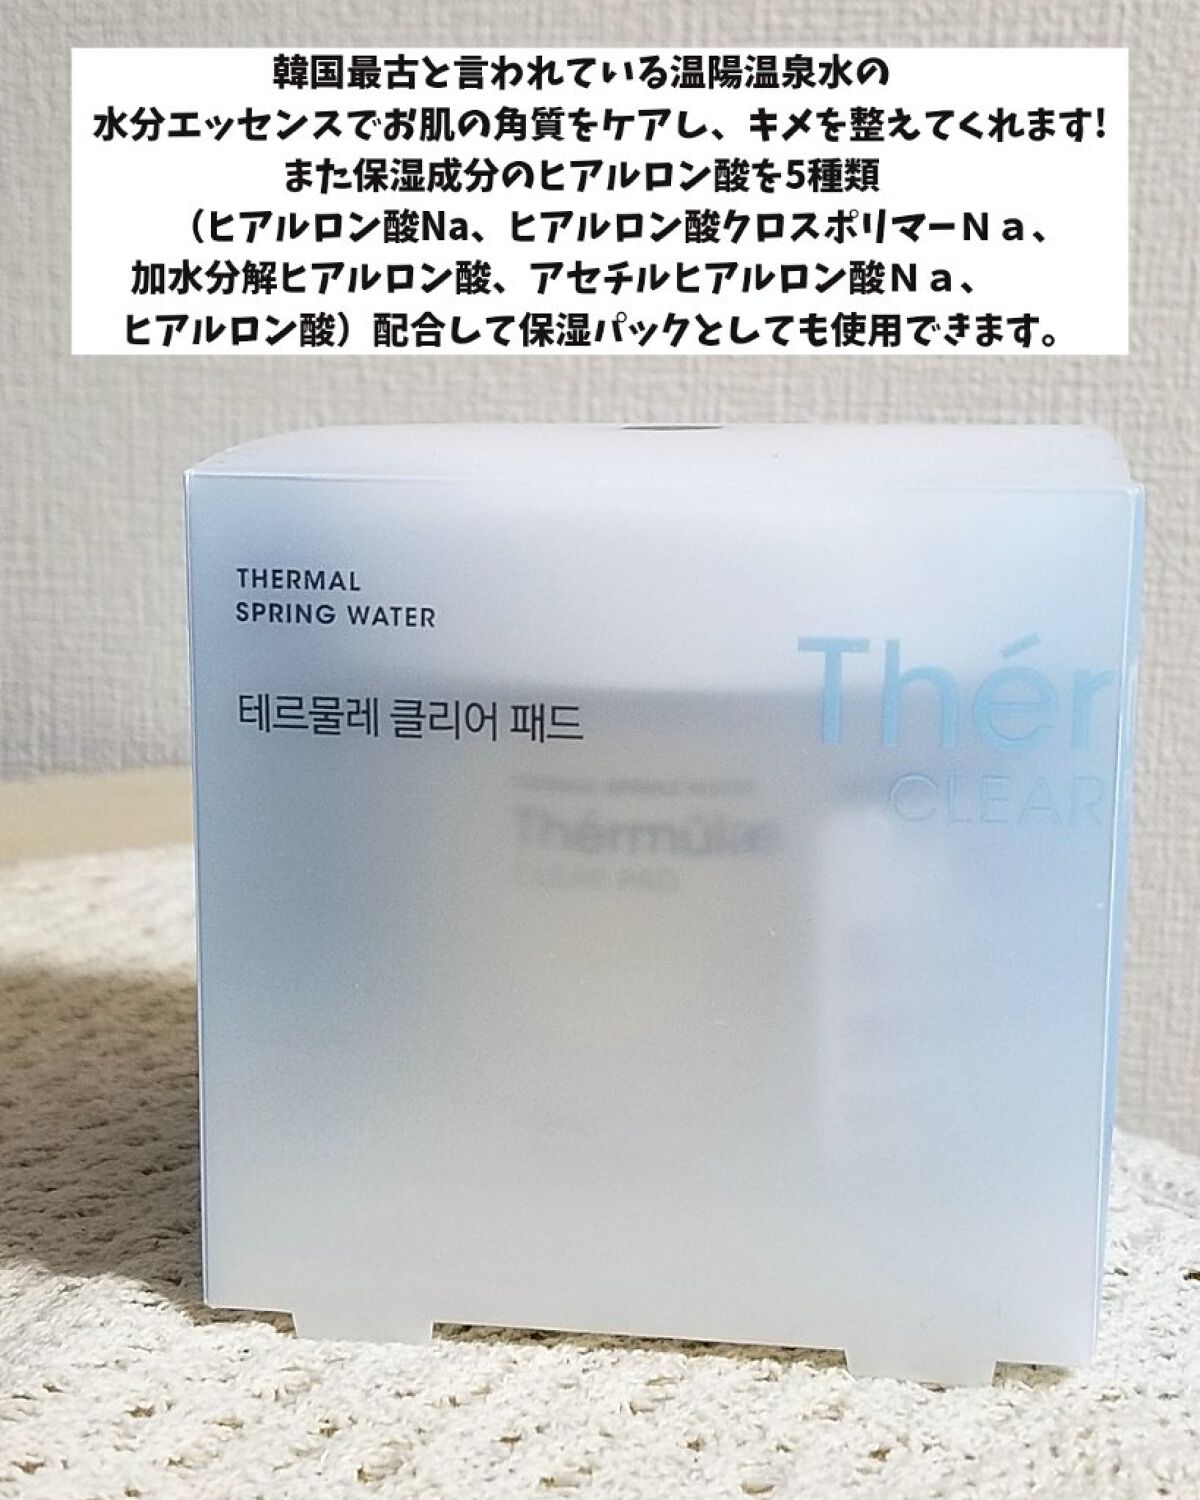 韓国最古と言われている温陽温泉水の
水分エッセンスでお肌の角質をケアし、キメを整えてくれます!
また保湿成分のヒアルロン酸を5種類
（ヒアルロン酸Na、ヒアルロン酸クロスポリマーＮａ、
加水分解ヒアルロン酸、アセチルヒアルロン酸Ｎａ、
ヒアルロン酸）配合して保湿パックとしても使用できます。
THERMAL
SPRING WATER
테르물레 클리어 패드
Thér
CLEAR
CLEAR PAD